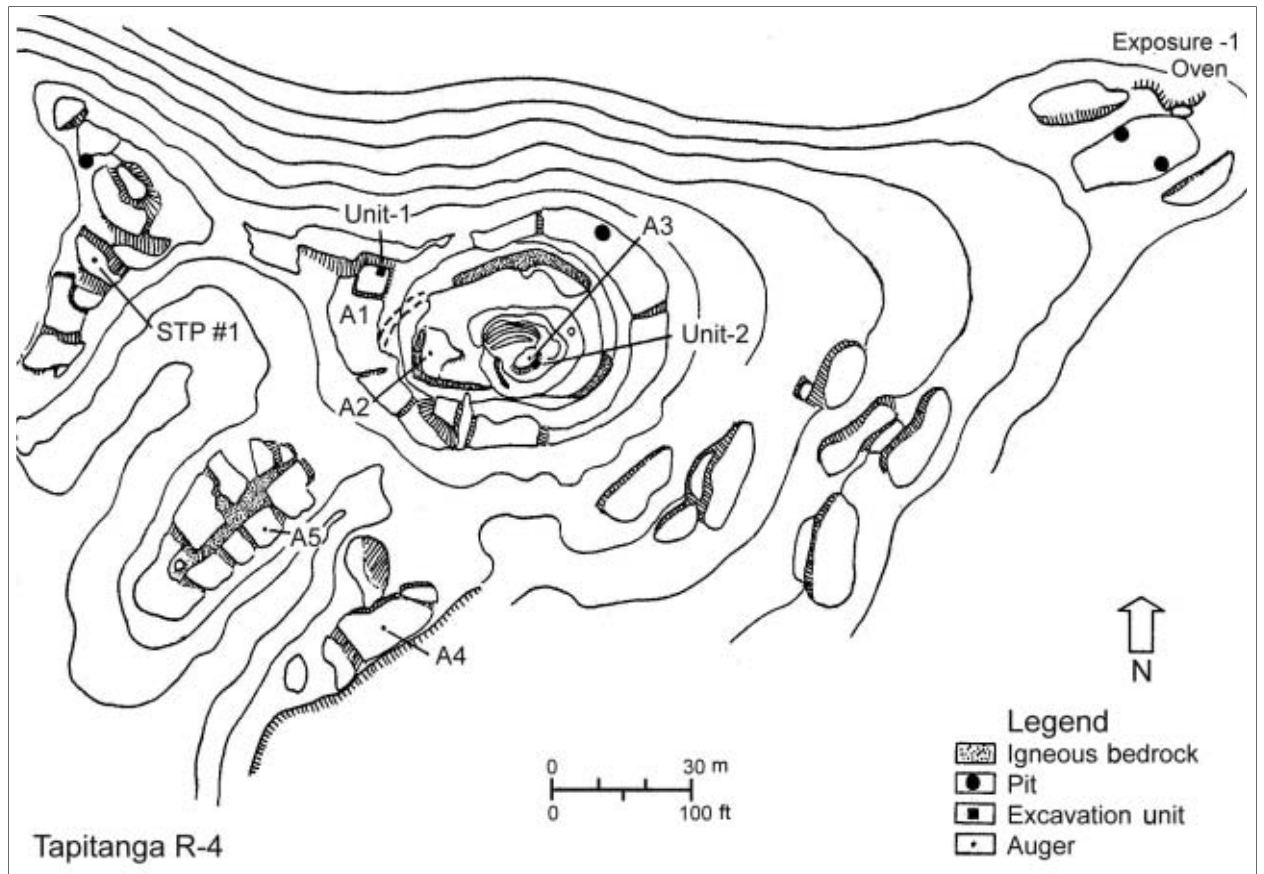 Exposure -1
Oven
Unit-1
A3
A1
Unit-2
STP #1
A2
A5
A4
N
Legend
Igneous bedrock
Pit
Excavation unit
Auger
0 30 m
0 100 ft
Tapitanga R-4